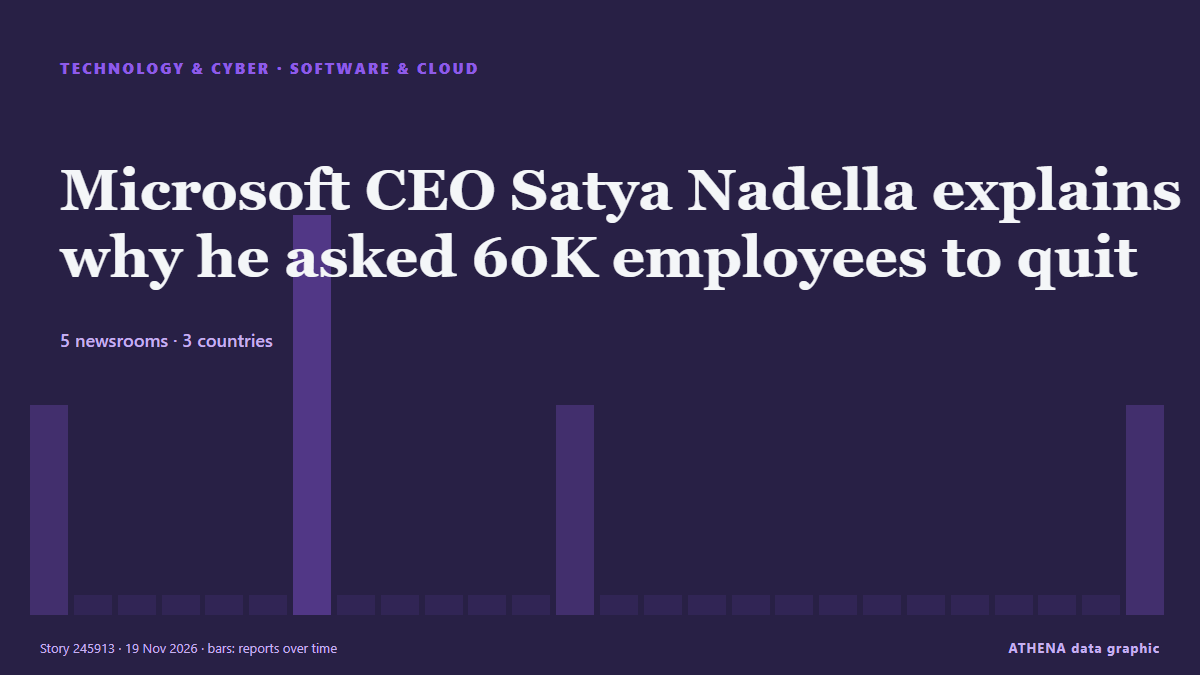 TECHNOLOGY & CYBER · SOFTWARE & CLOUD
Microsoft CEO Satya Nadella explains
why he asked 60K employees to quit
5 newsrooms · 3 countries
Story 245913 · 19 Nov 2026 · bars: reports over time
ATHENA data graphic